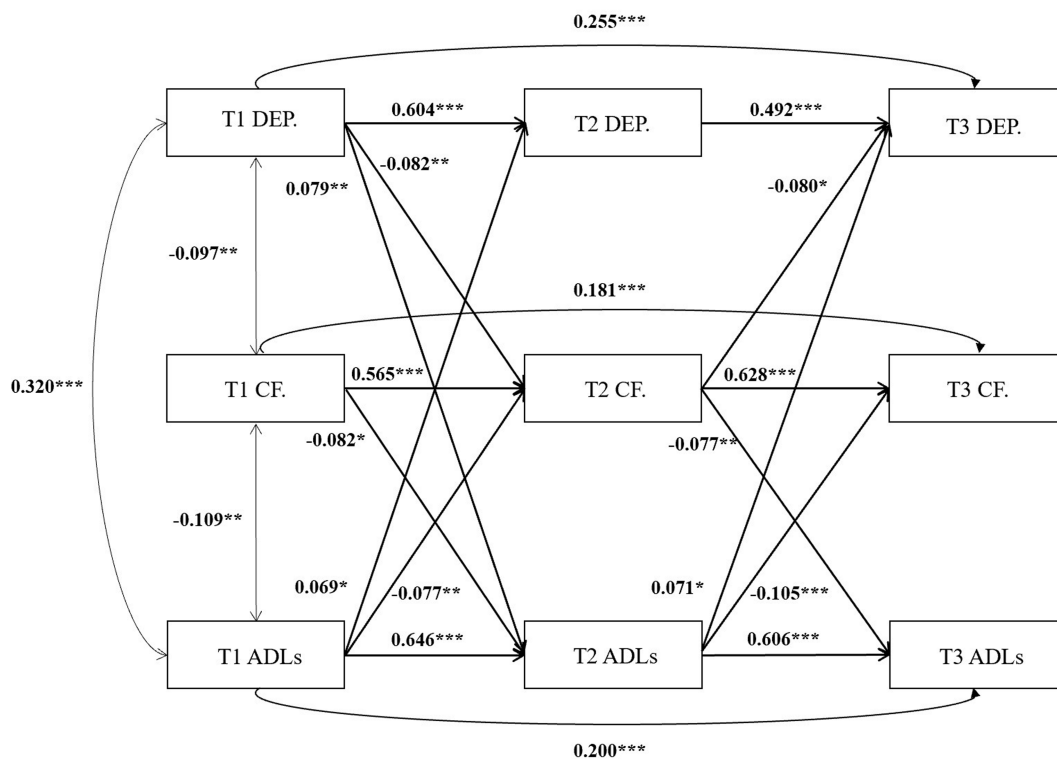 0.255***
T1 DEP.
0.604***
T2 DEP.
0.492***
T3 DEP.
-0.082**
0.079**
-0.080*
-0.097**
0.181***
0.320***
T1 CF.
0.565***
T2 CF.
0.628***
T3 CF.
-0.082*
-0.077**
-0.109**
0.069*
-0.077**
0.071*
-0.105***
T1 ADLs
0.646***
T2 ADLs
0.606***
T3 ADLs
0.200***